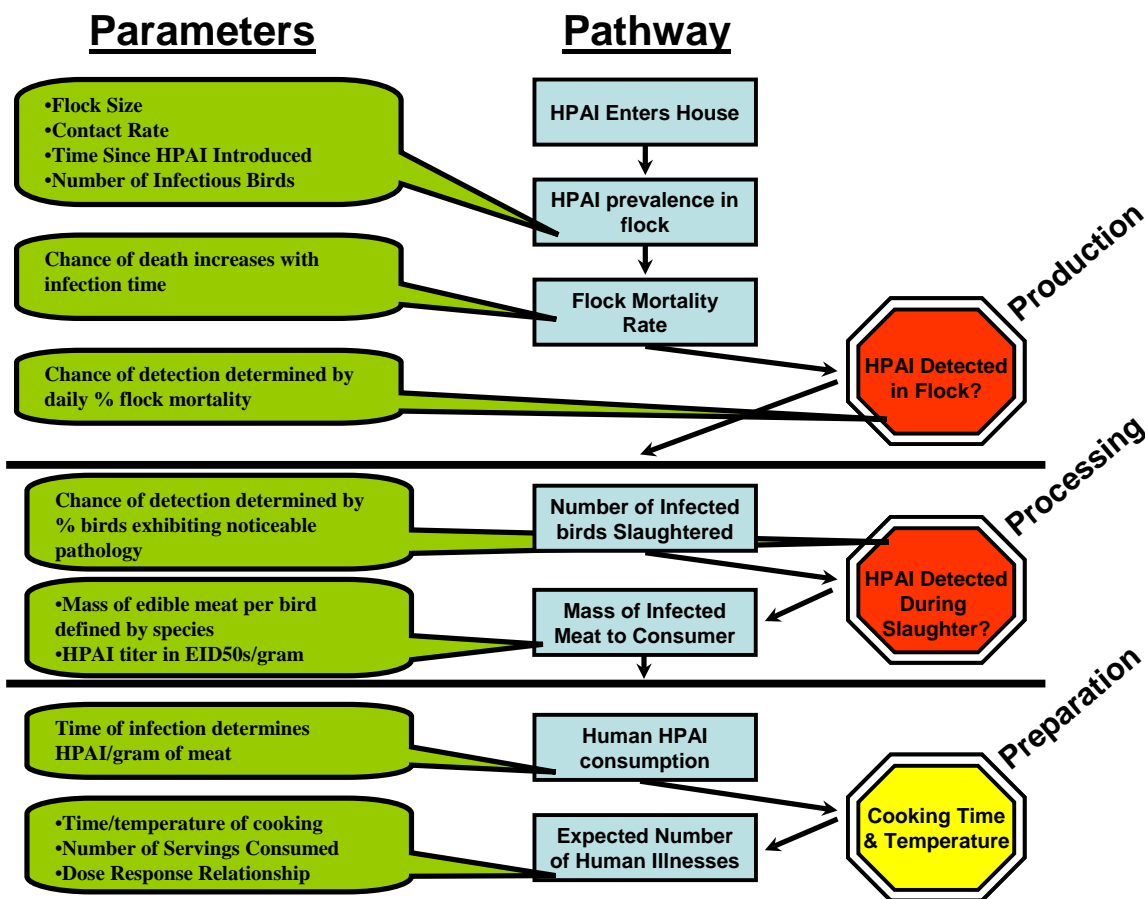 Parameters
Pathway
•Flock Size
•Contact Rate
•Time Since HPAI Introduced
•Number of Infectious Birds
HPAI Enters House
HPAI prevalence in
flock
Chance of death increases with
infection time
Flock Mortality
Rate
Production
Chance of detection determined by
daily % flock mortality
HPAI Detected
in Flock?
Chance of detection determined by
% birds exhibiting noticeable
pathology
Number of Infected
birds Slaughtered
Processing
HPAI Detected
During
Slaughter?
•Mass of edible meat per bird
defined by species
•HPAI titer in EID50s/gram
Mass of Infected
Meat to Consumer
Time of infection determines
HPAI/gram of meat
Human HPAI
consumption
Preparation
Cooking Time
& Temperature
•Time/temperature of cooking
•Number of Servings Consumed
•Dose Response Relationship
Expected Number
of Human Illnesses